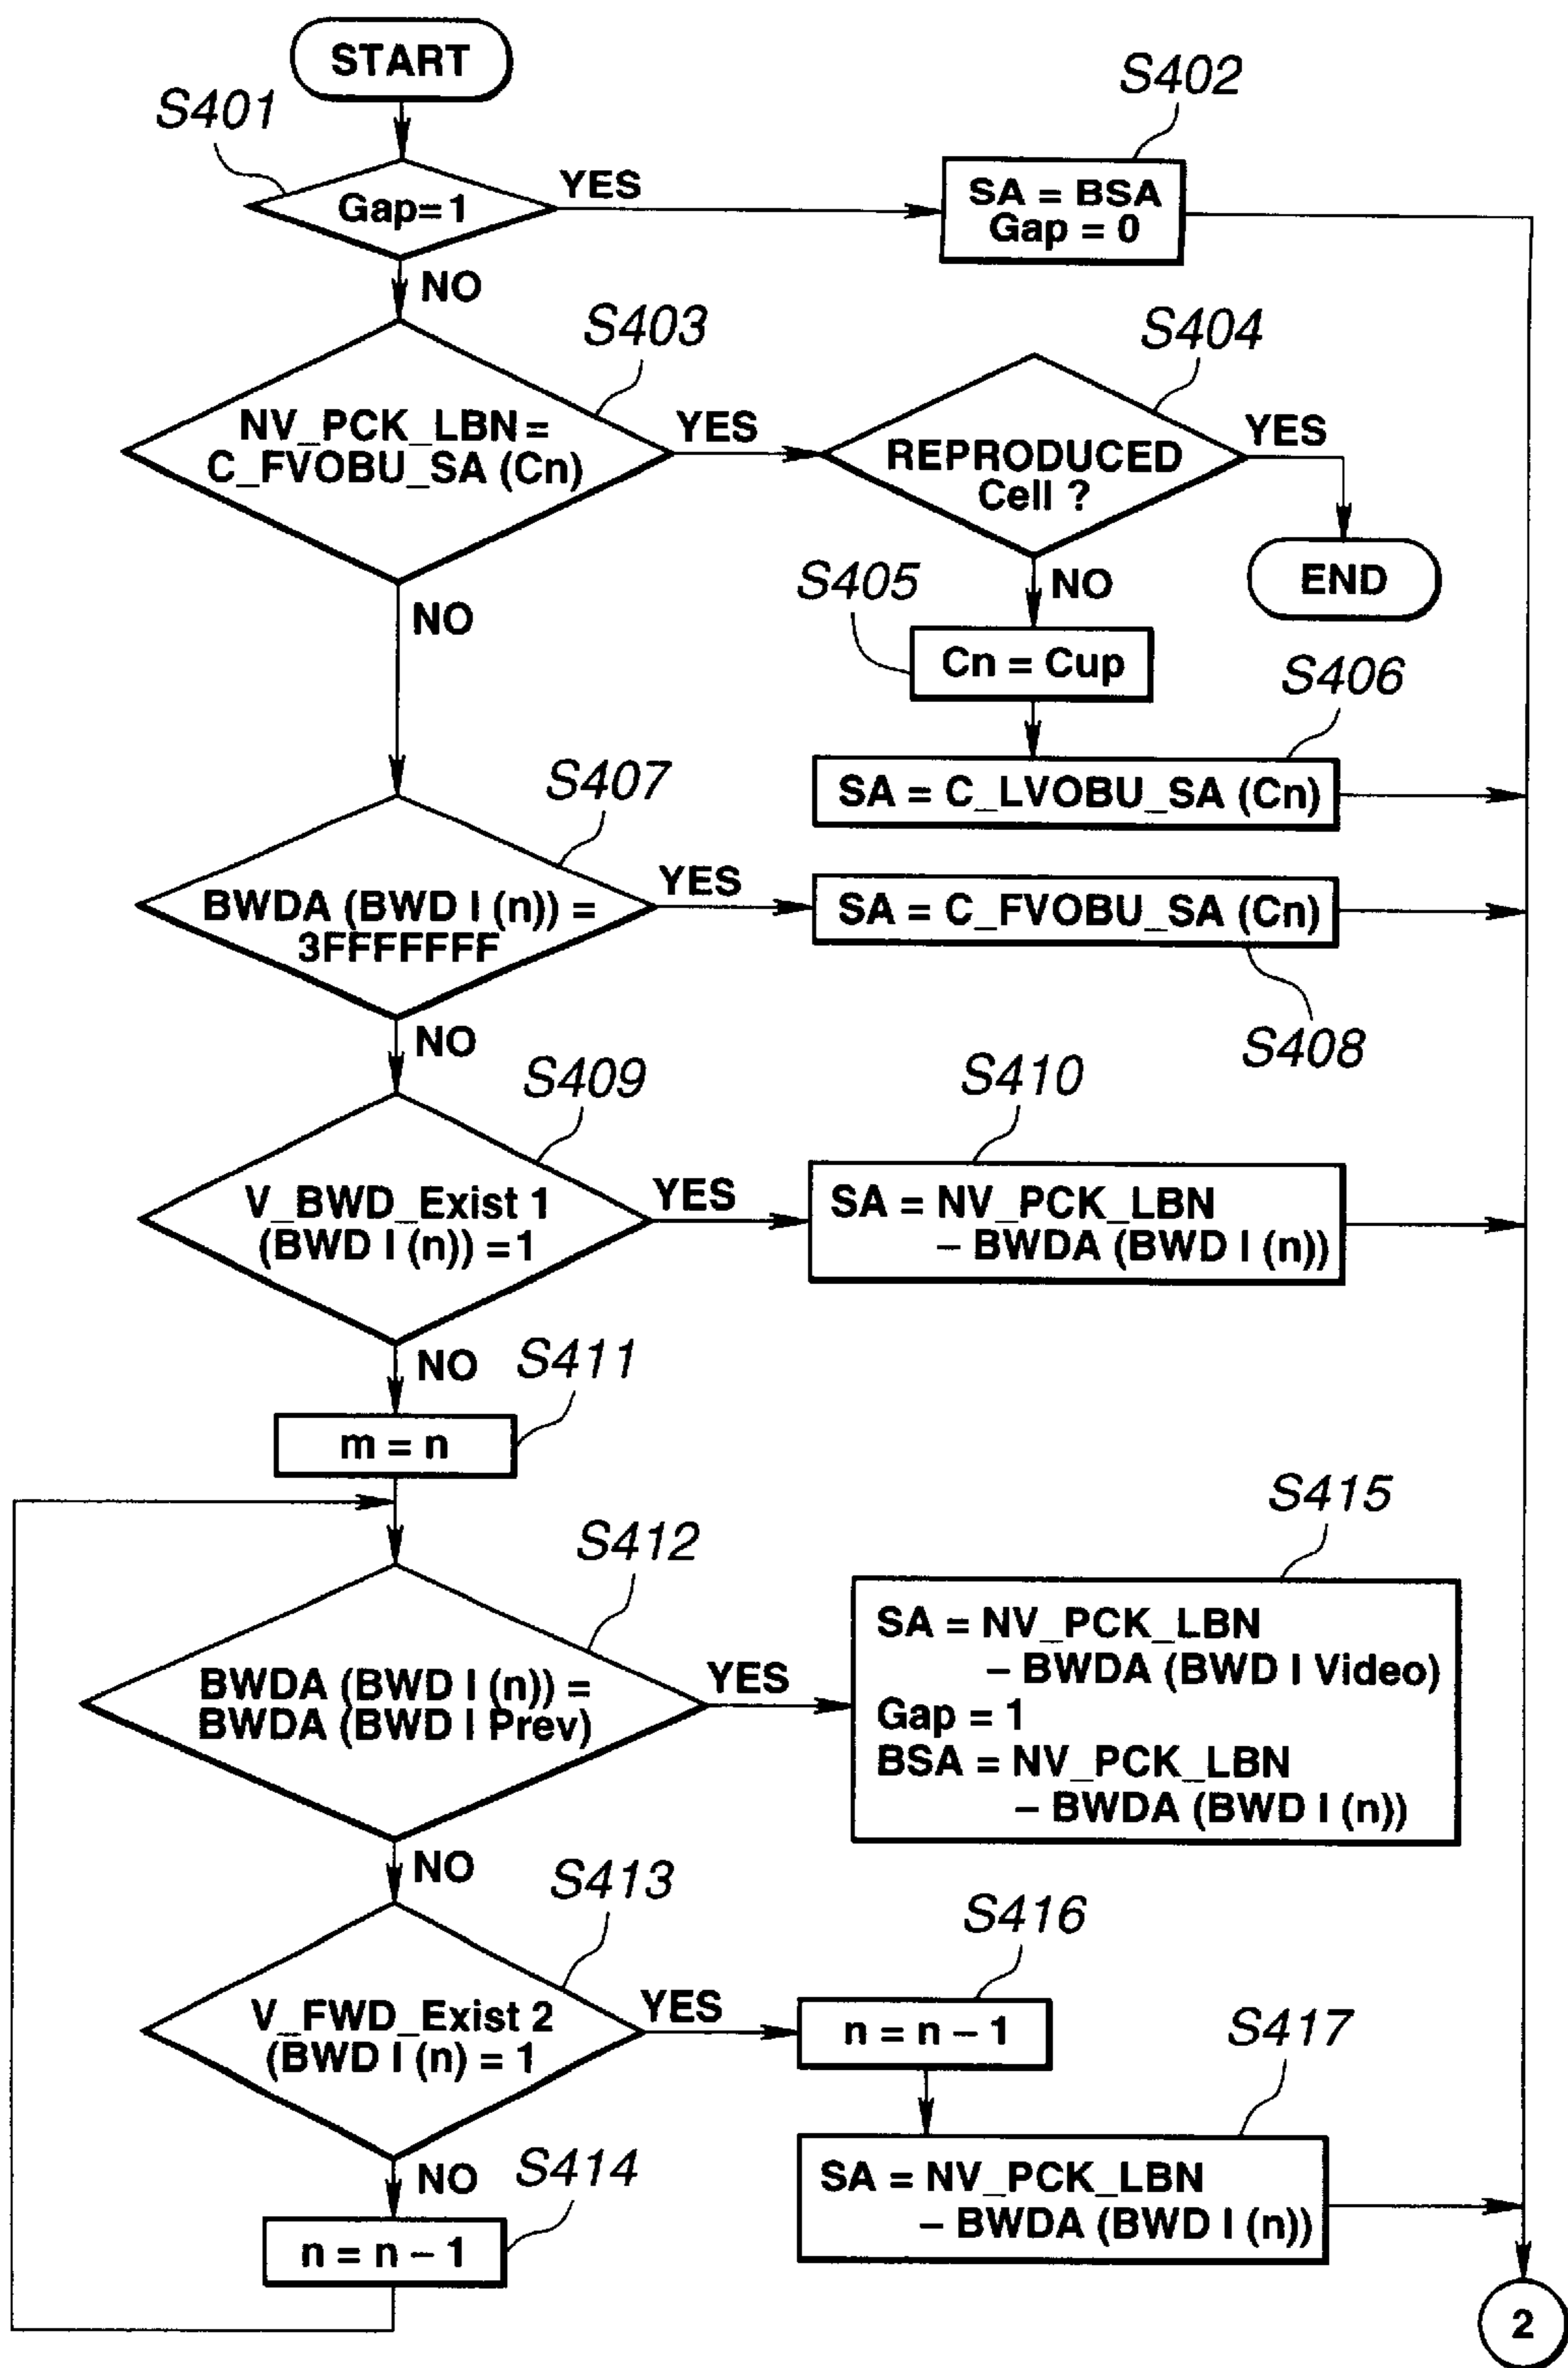 START
S401
S402
Gap=1
YES
SA = BSA
Gap = 0
NO
S403
S404
NV_PCK_LBN =
C_FVOBU_SA (Cn)
YES
REPRODUCED
Cell ?
YES
NO
S405
NO
END
Cn = Cup
S406
SA = C_LVOBU_SA (Cn)
S407
BWDA (BWD I (n)) =
3FFFFFFF
YES
SA = C_FVOBU_SA (Cn)
S408
NO
S409
S410
V_BWD_Exist 1
(BWD I (n)) =1
YES
SA = NV_PCK_LBN
– BWDA (BWD I (n))
NO
S411
m = n
S412
S415
BWDA (BWD I (n)) =
BWDA (BWD I Prev)
YES
SA = NV_PCK_LBN
– BWDA (BWD I Video)
Gap = 1
BSA = NV_PCK_LBN
– BWDA (BWD I (n))
NO
S413
S416
V_FWD_Exist 2
(BWD I (n) = 1
YES
n = n – 1
S417
SA = NV_PCK_LBN
– BWDA (BWD I (n))
NO
S414
n = n – 1
2